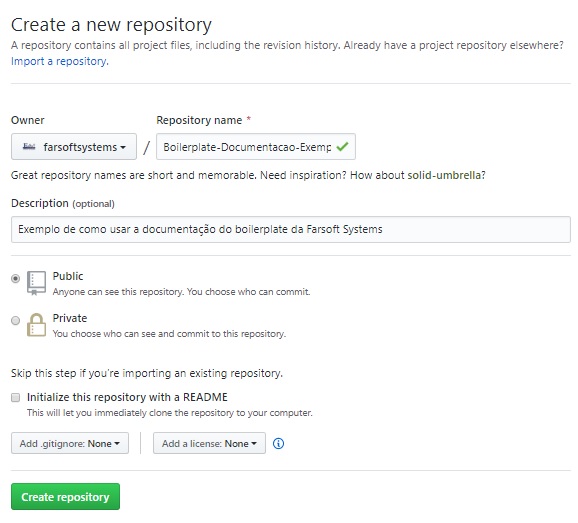 Create a new repository
A repository contains all project files, including the revision history. Already have a project repository elsewhere?
Import a repository.
Owner
Repository name *
farsoftsystems
/
Boilerplate-Documentacao-Exemp
Great repository names are short and memorable. Need inspiration? How about solid-umbrella?
Description (optional)
Exemplo de como usar a documentação do boilerplate da Farsoft Systems
Public
Anyone can see this repository. You choose who can commit.
Private
You choose who can see and commit to this repository.
Skip this step if you're importing an existing repository.
Initialize this repository with a README
This will let you immediately clone the repository to your computer.
Add .gitignore: None
Add a license: None
Create repository